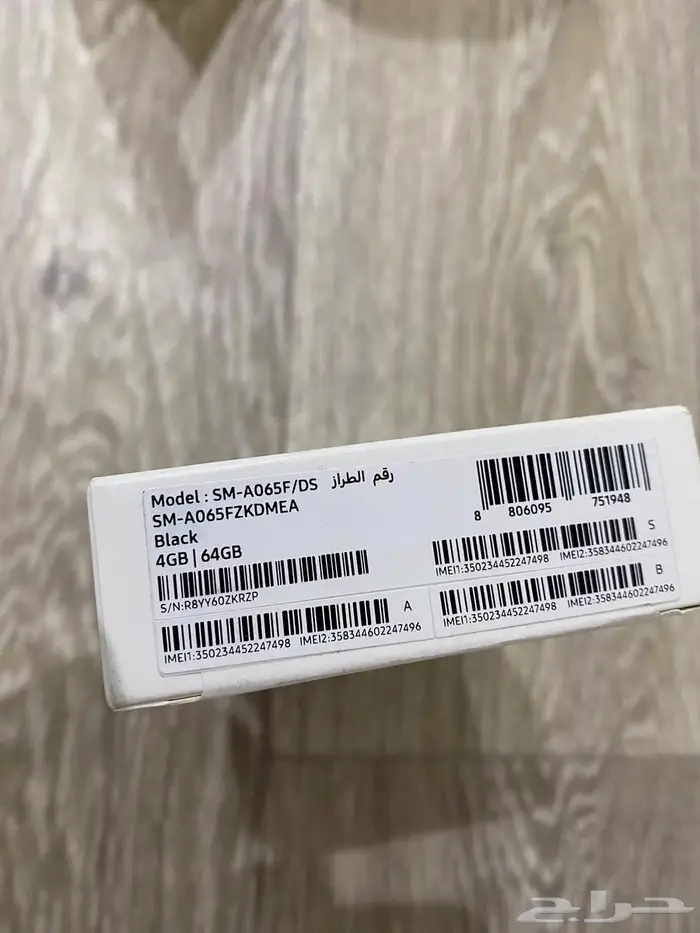 Model : SM-A065F/DS رقم الطراز
SM-A065FZKDMEA
Black
4GB | 64GB
S/N:R8YY60ZKRZP
8 806095 751948
S
IMEI1:350234452247498 IMEI2:358344602247496
A
IMEI1:350234452247498 IMEI2:358344602247496
B
IMEI1:350234452247498 IMEI2:358344602247496
حراج